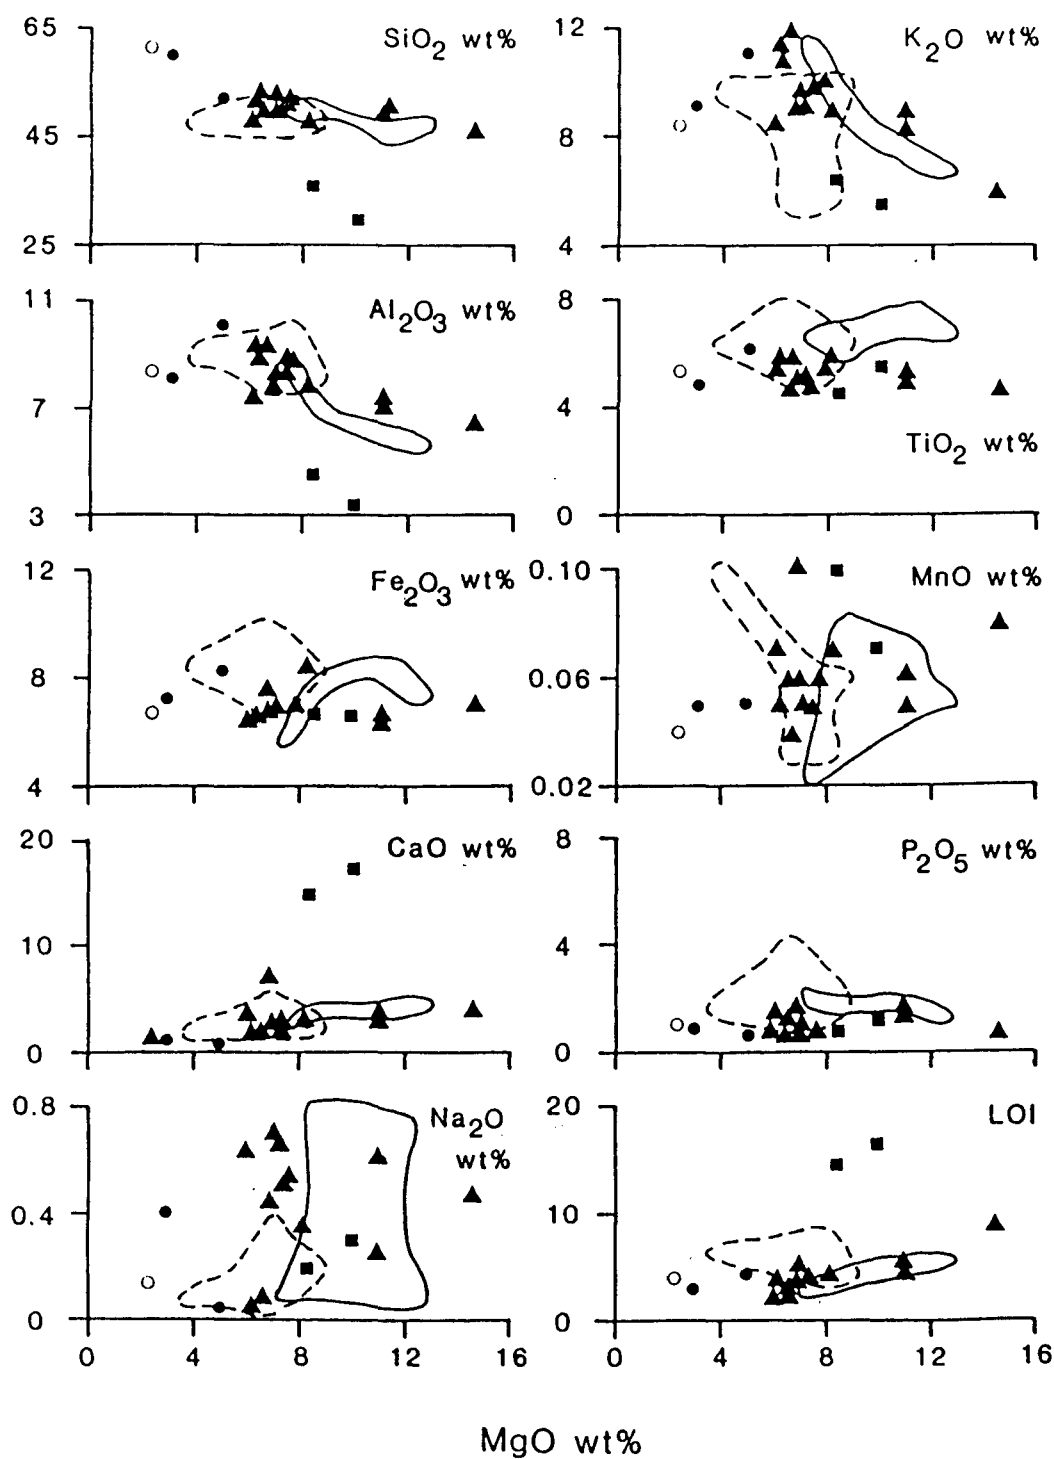 65
45
25
SiO2 wt%
12
8
4
K2O wt%
11
7
3
Al2O3 wt%
8
4
0
TiO2 wt%
12
8
4
Fe2O3 wt%
0.10
0.06
0.02
MnO wt%
20
10
0
CaO wt%
8
4
0
P2O5 wt%
0.8
0.4
0
Na2O
wt%
0 4 8 12 16
20
10
0
LOI
0 4 8 12 16
MgO wt%